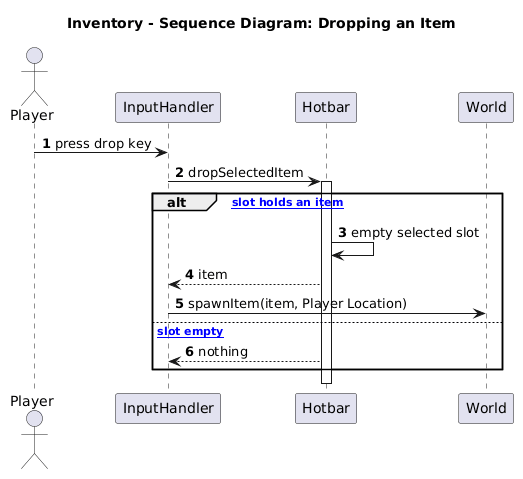 Inventory - Sequence Diagram: Dropping an Item
Player
InputHandler
Hotbar
World
1 press drop key
2 dropSelectedItem
alt
slot holds an item
3 empty selected slot
4 item
5 spawnItem(item, Player Location)
slot empty
6 nothing
Player
InputHandler
Hotbar
World